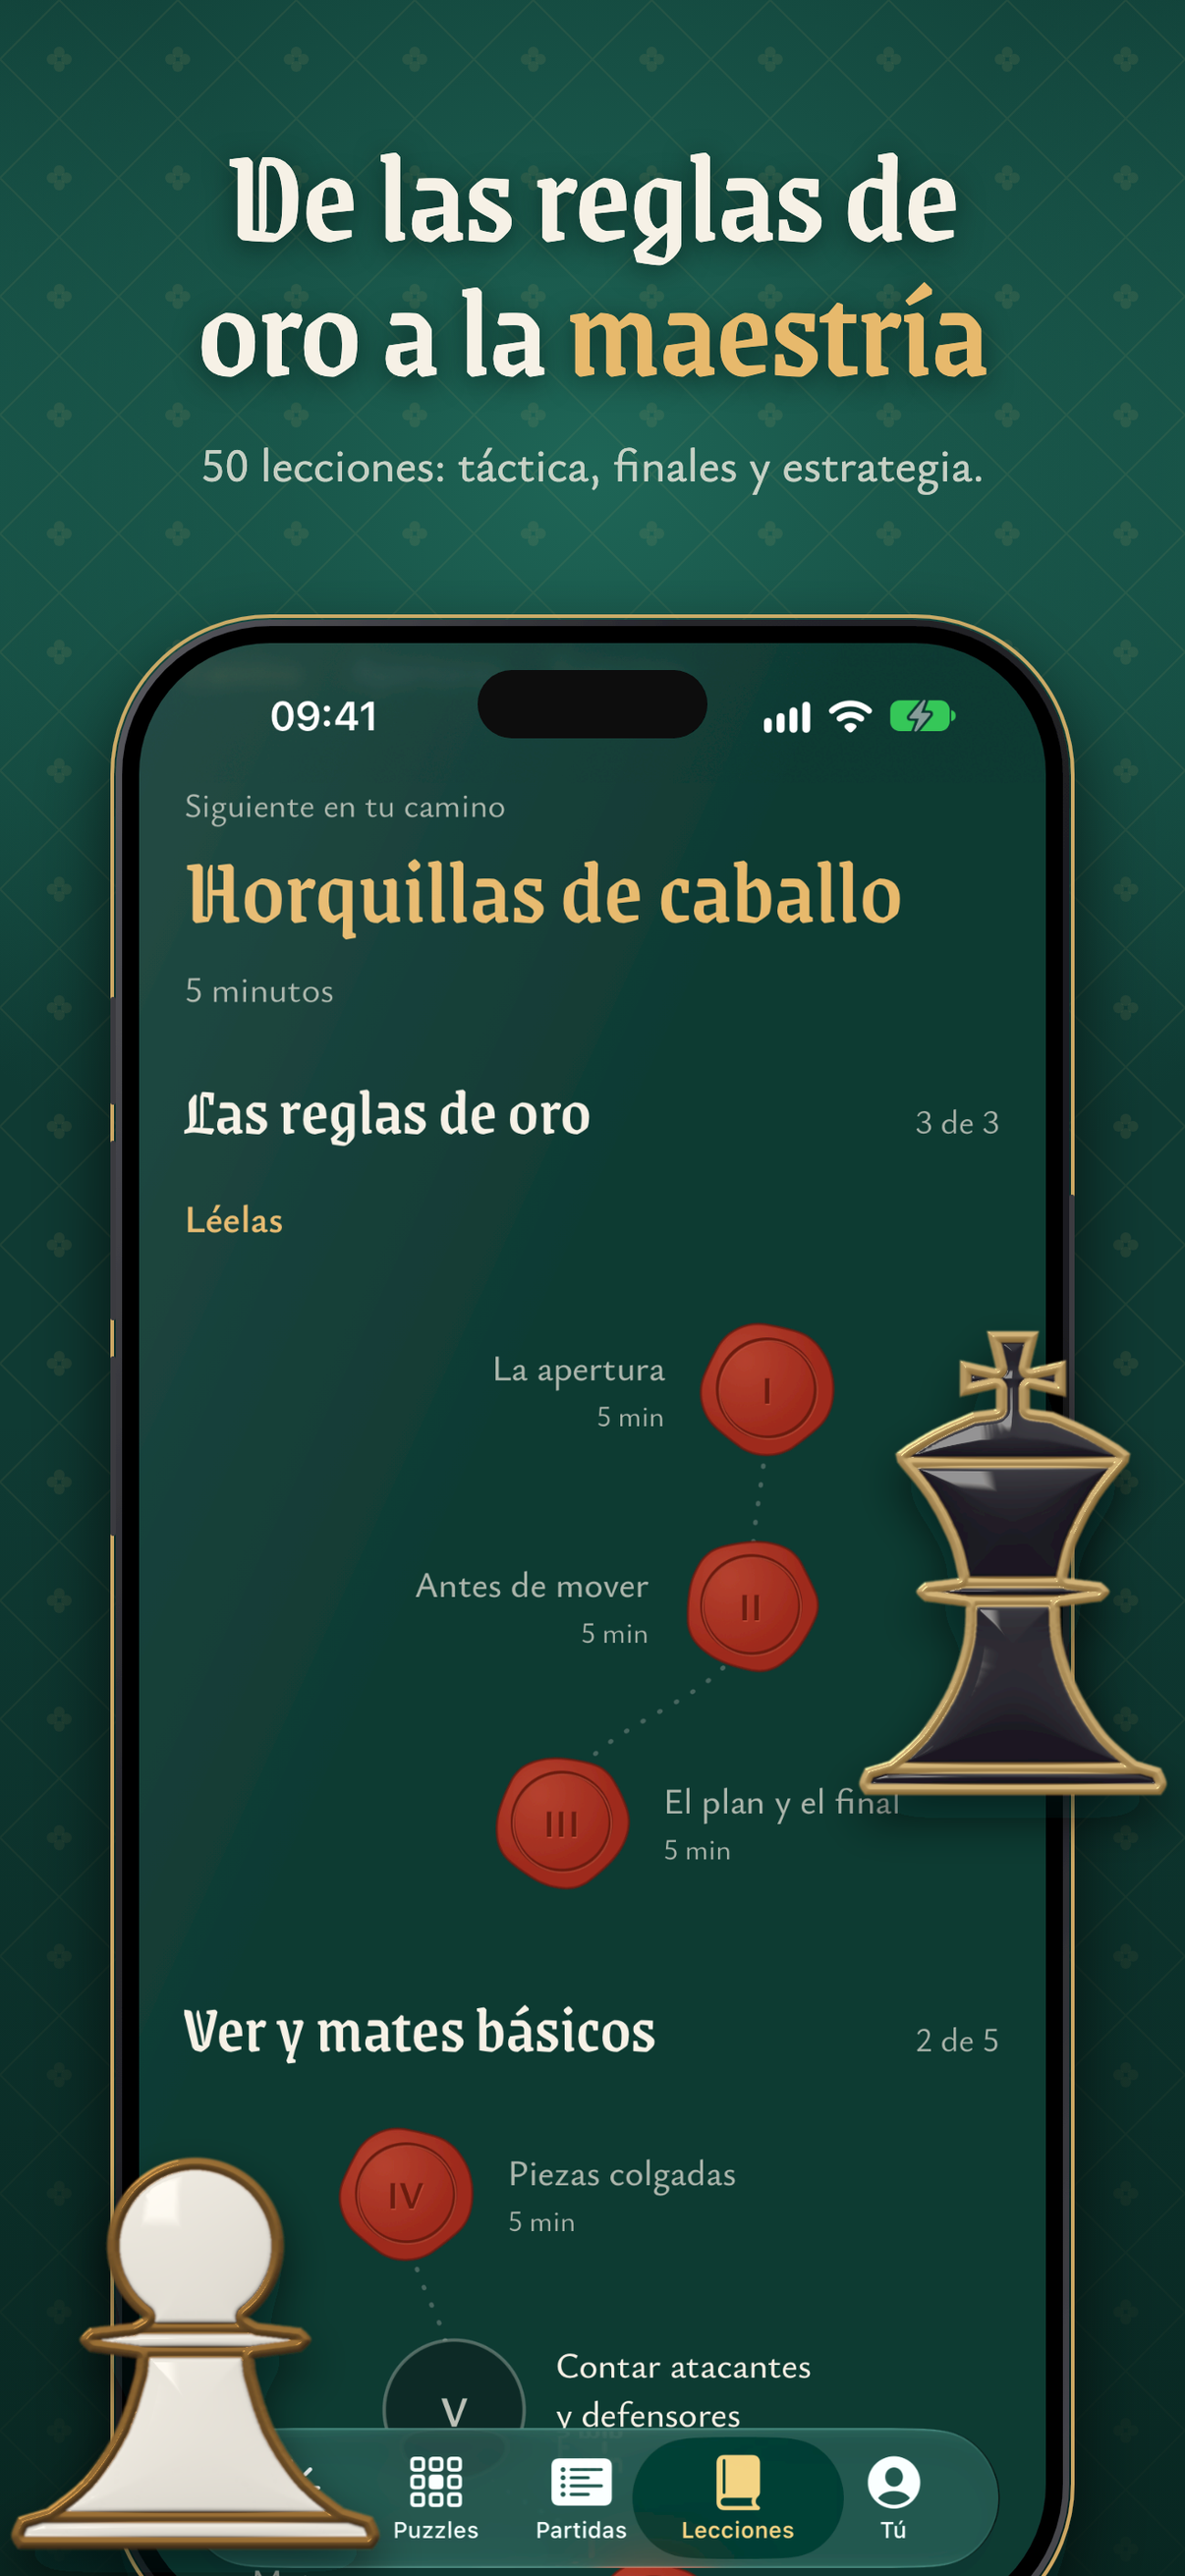 De las reglas de
oro a la maestría
50 lecciones: táctica, finales y estrategia.
09:41
Siguiente en tu camino
Horquillas de caballo
5 minutos
Las reglas de oro
3 de 3
Léelas
La apertura
5 min
I
Antes de mover
5 min
II
III
El plan y el final
5 min
Ver y mates básicos
2 de 5
IV
Piezas colgadas
5 min
V
Contar atacantes
y defensores
Puzzles
Partidas
Lecciones
Tú